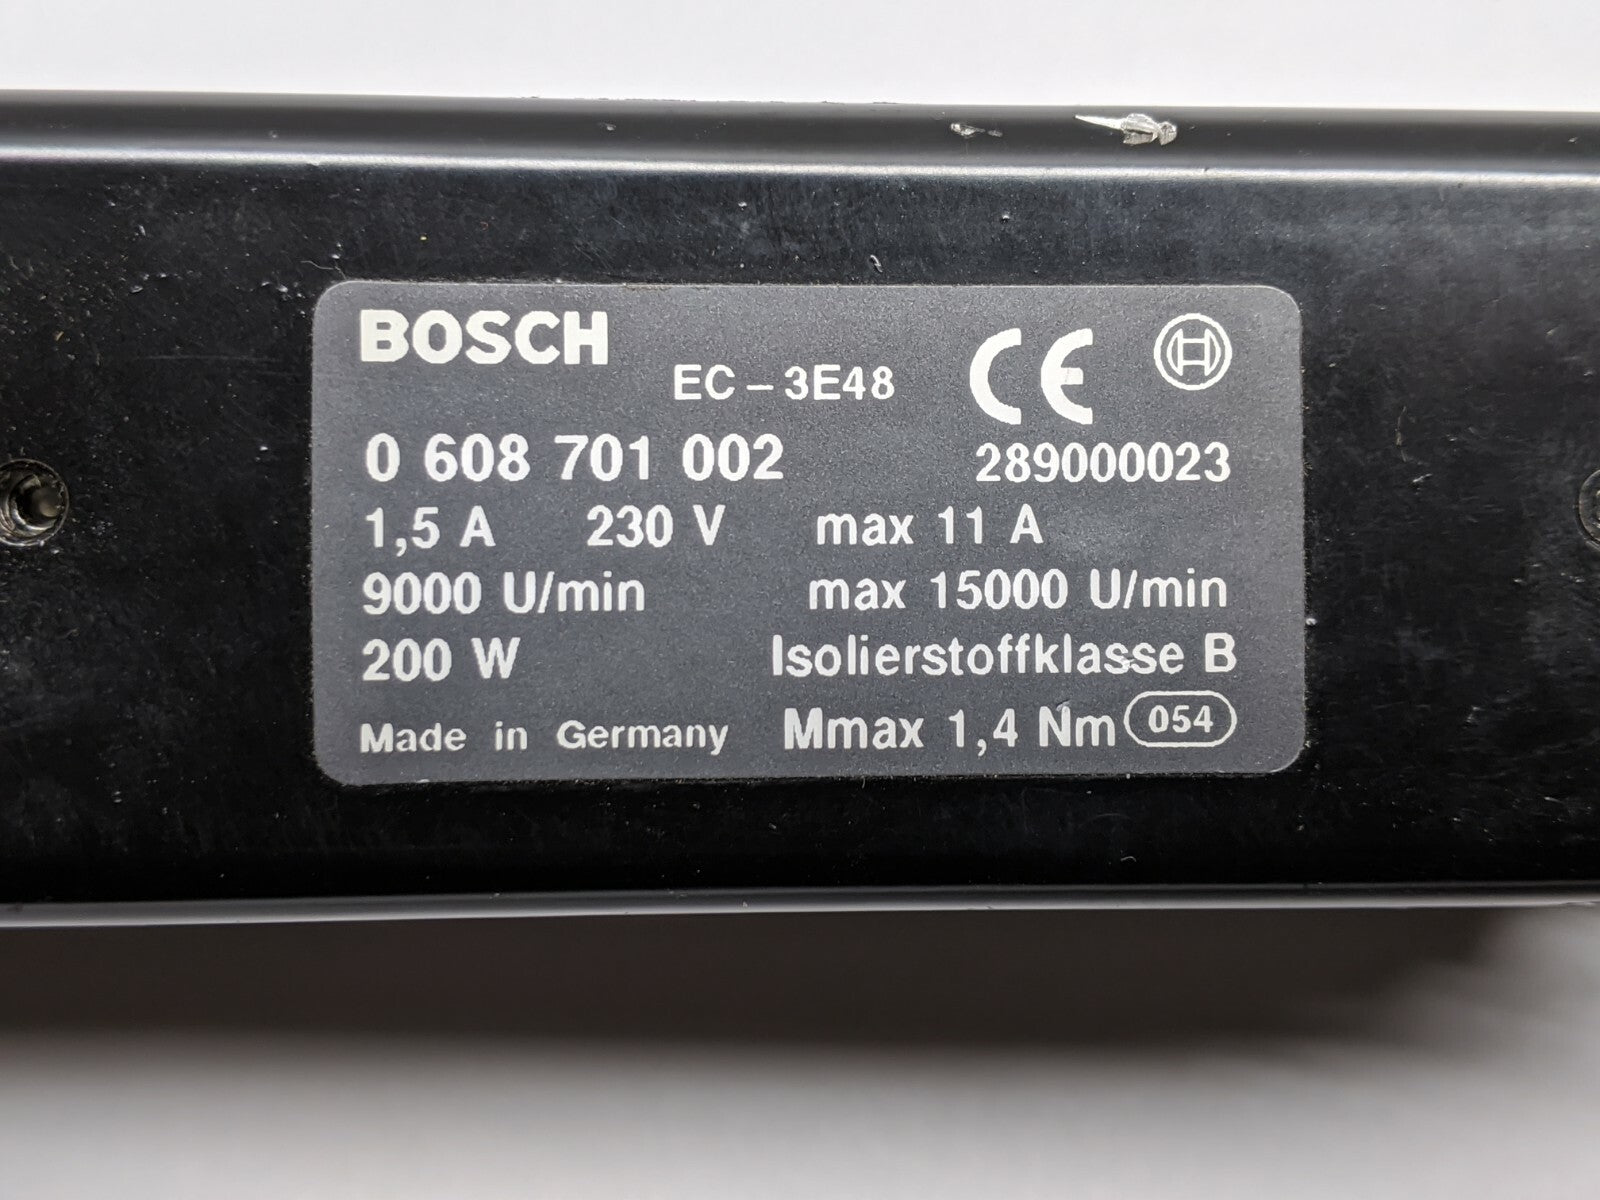 BOSCH
EC-3E48
CE
0 608 701 002
289000023
1,5 A 230 V max 11 A
9000 U/min max 15000 U/min
200 W Isolierstoffklasse B
Made in Germany Mmax 1,4 Nm 054